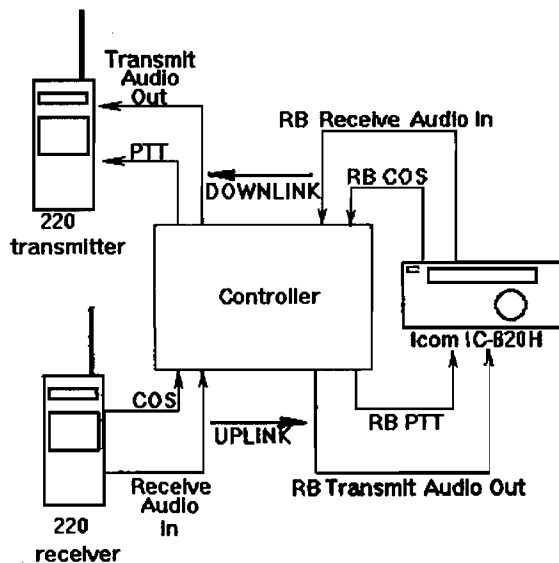 Transmit
Audio
Out
PTT
220
transmitter
DOWNLINK
RB Receive Audio In
RB COS
Controller
Icom IC-820H
COS
UPLINK
RB PTT
Receive
Audio
In
RB Transmit Audio Out
220
receiver